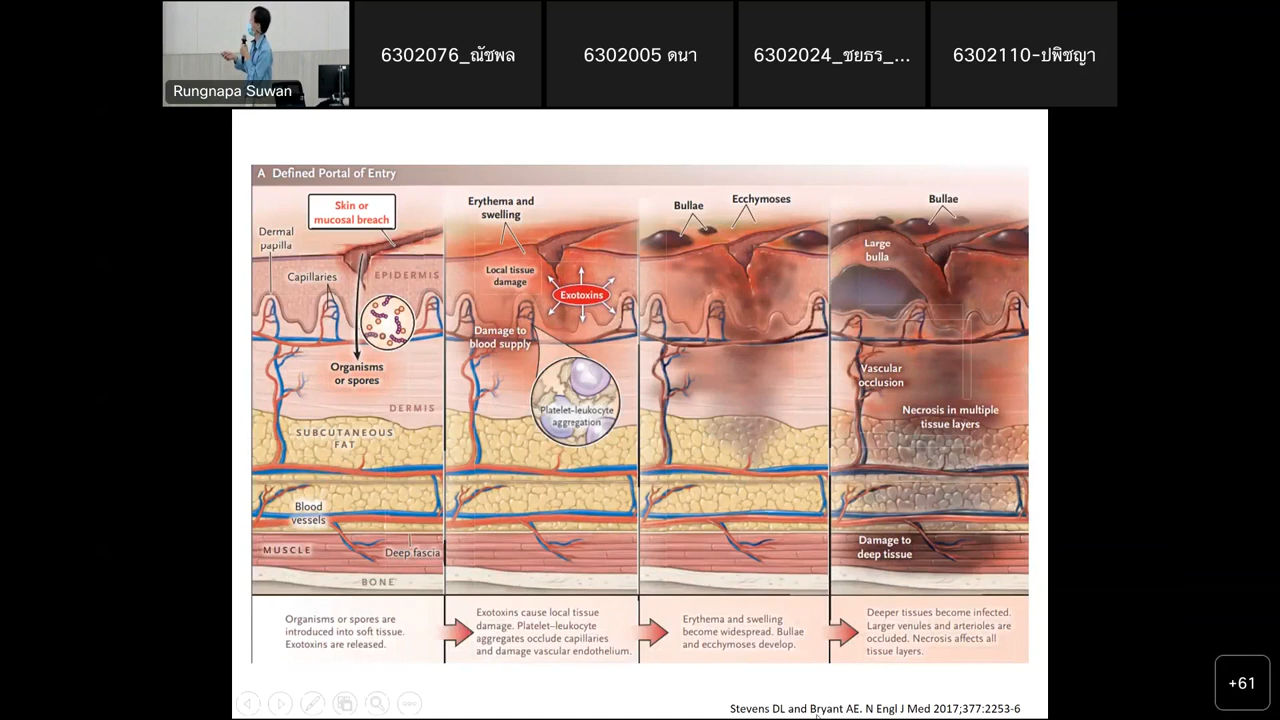 Rungnapa Suwan
6302076_ณัชพล
6302005 ดนา
6302024_ชยธร_...
6302110-ปพิชญา
A Defined Portal of Entry
Skin or
mucosal breach
Dermal
papilla
Capillaries
EPIDERMIS
Organisms
or spores
DERMIS
SUBCUTANEOUS
FAT
Blood
vessels
MUSCLE
Deep fascia
BONE
Erythema and
swelling
Local tissue
damage
Exotoxins
Damage to
blood supply
Platelet–leukocyte
aggregation
Bullae
Ecchymoses
Bullae
Large
bulla
Vascular
occlusion
Necrosis in multiple
tissue layers
Damage to
deep tissue
Organisms or spores are
introduced into soft tissue.
Exotoxins are released.
Exotoxins cause local tissue
damage. Platelet–leukocyte
aggregates occlude capillaries
and damage vascular endothelium.
Erythema and swelling
become widespread. Bullae
and ecchymoses develop.
Deeper tissues become infected.
Larger venules and arterioles are
occluded. Necrosis affects all
tissue layers.
Stevens DL and Bryant AE. N Engl J Med 2017;377:2253-6
+61